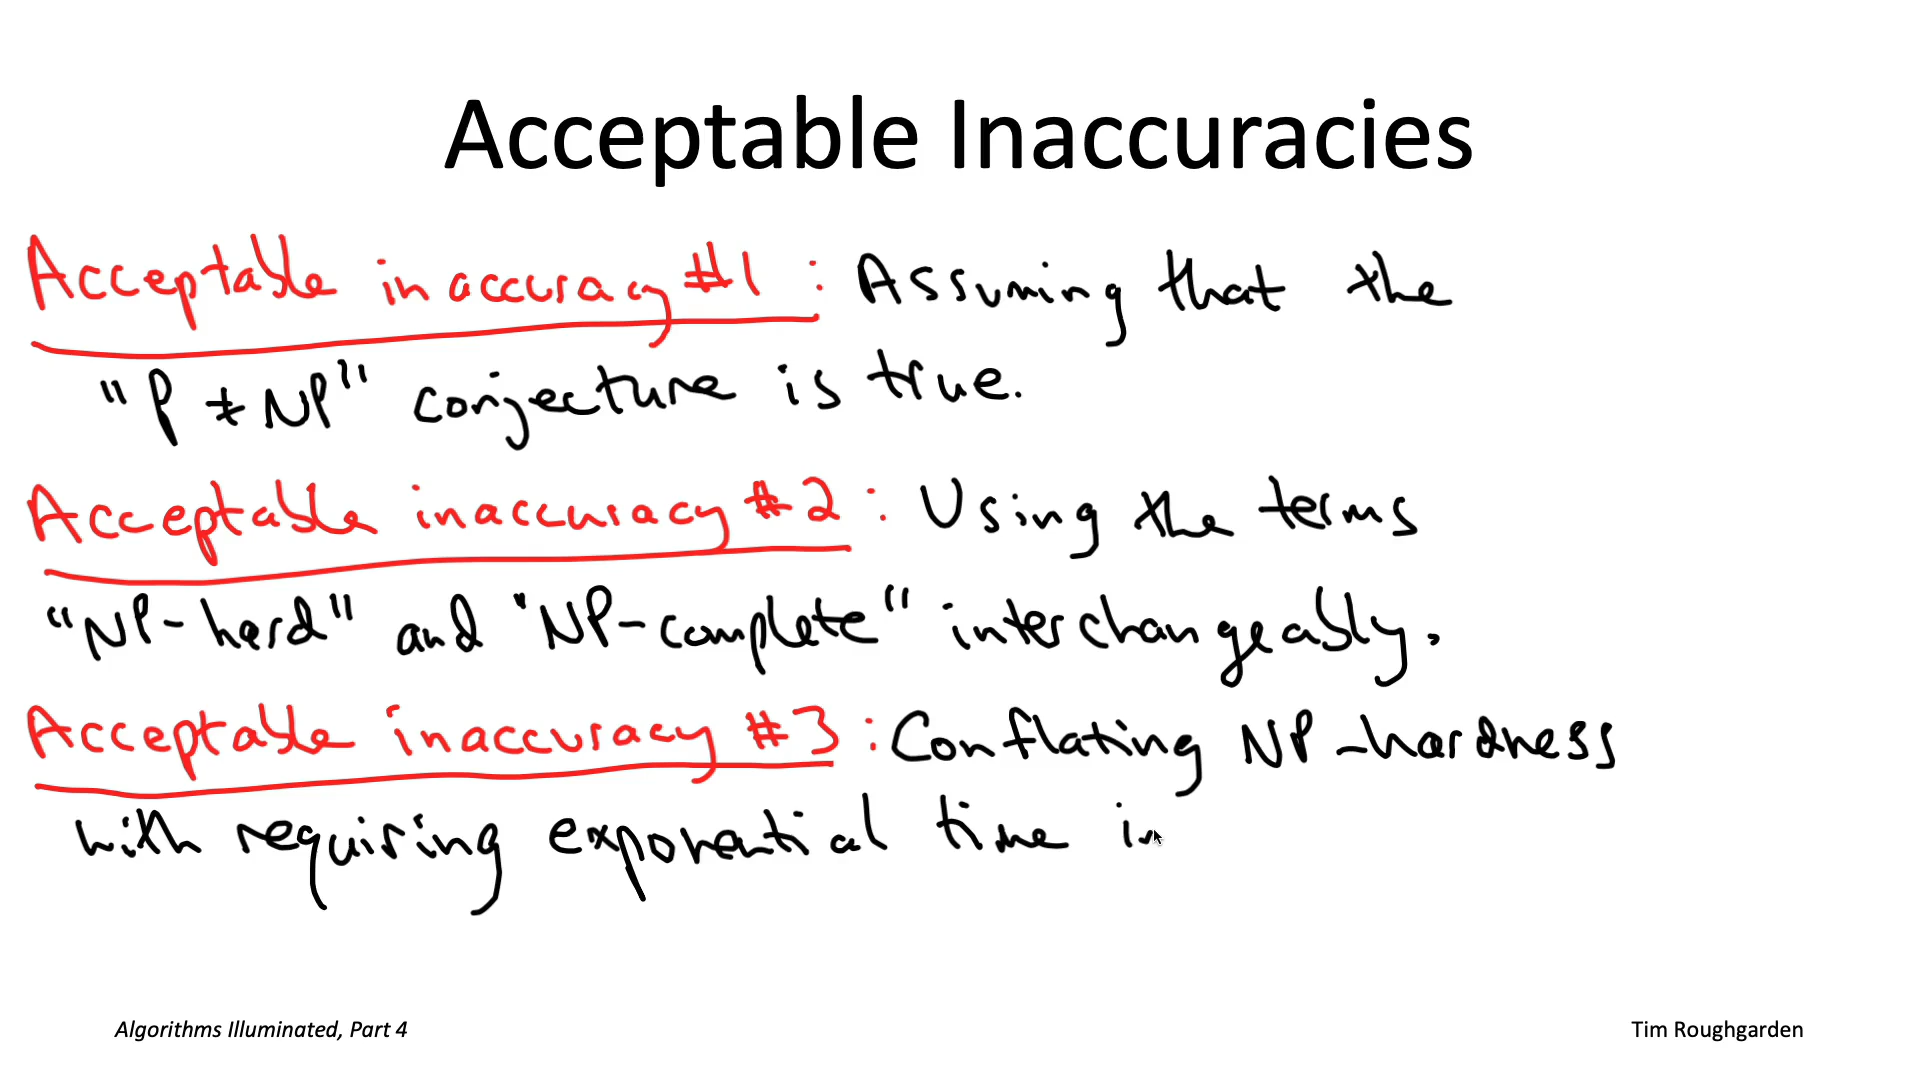 Acceptable Inaccuracies
Acceptable inaccuracy #1: Assuming that the
"P ≠ NP" conjecture is true.
Acceptable inaccuracy #2: Using the terms
"NP-hard" and "NP-complete" interchangeably.
Acceptable inaccuracy #3: Conflating NP-hardness
with requiring exponential time in
Algorithms Illuminated, Part 4
Tim Roughgarden